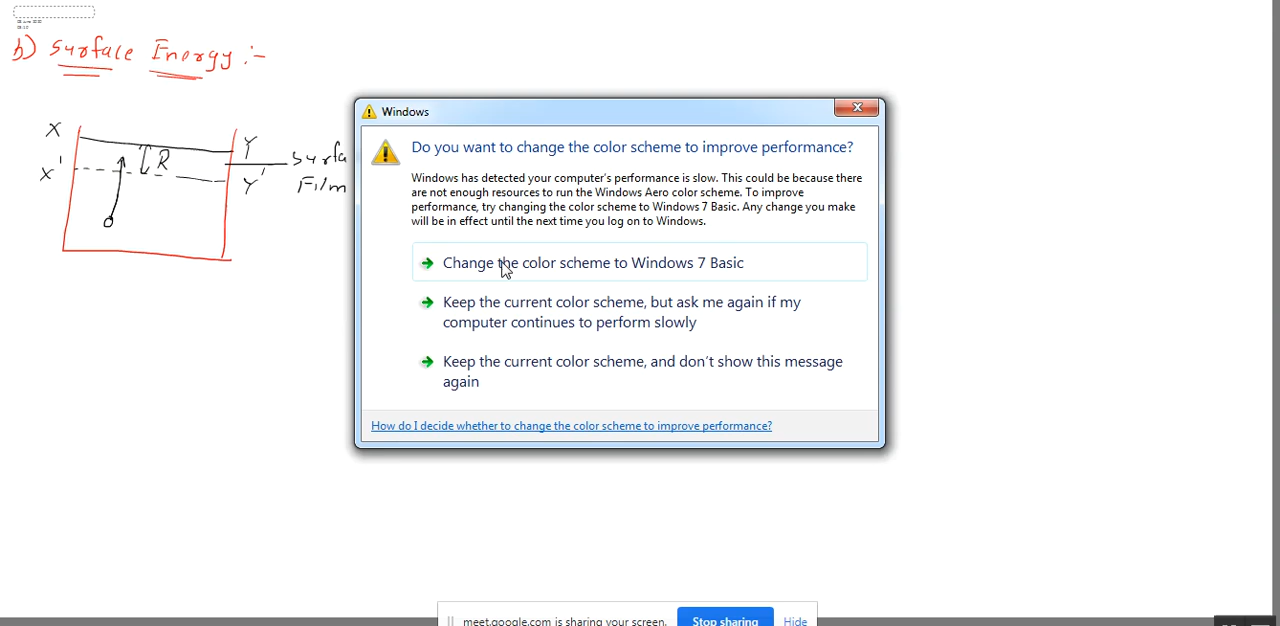 b) Surface Energy :-
X
Y
R
X'
Y'
Surfa
Film
Windows
Do you want to change the color scheme to improve performance?
Windows has detected your computer's performance is slow. This could be because there
are not enough resources to run the Windows Aero color scheme. To improve
performance, try changing the color scheme to Windows 7 Basic. Any change you make
will be in effect until the next time you log on to Windows.
Change the color scheme to Windows 7 Basic
Keep the current color scheme, but ask me again if my
computer continues to perform slowly
Keep the current color scheme, and don't show this message
again
How do I decide whether to change the color scheme to improve performance?
meet.google.com is sharing your screen.
Stop sharing
Hide